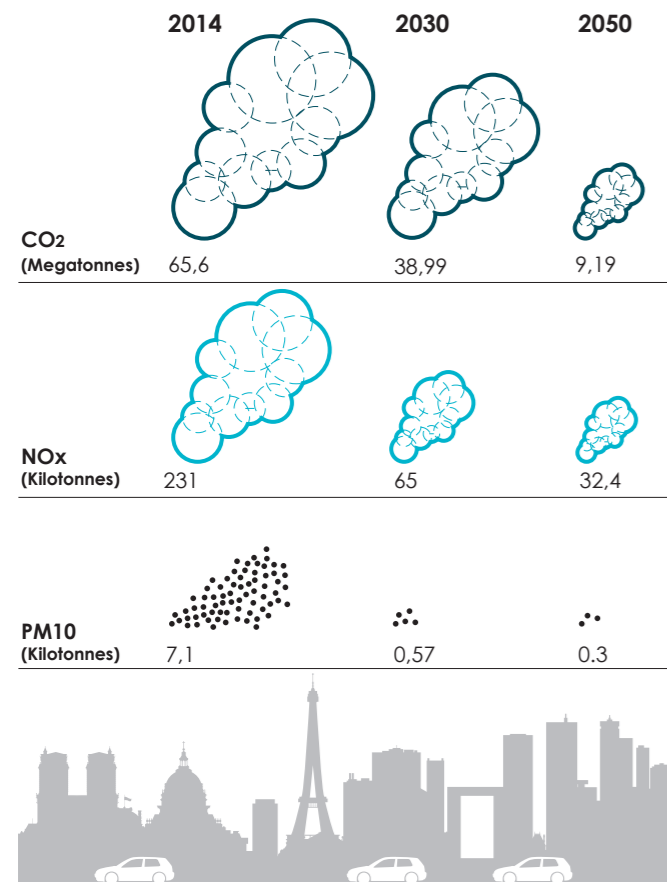 2014 2030 2050
CO2
(Megatonnes) 65,6 38,99 9,19
NOx
(Kilotonnes) 231 65 32,4
PM10
(Kilotonnes) 7,1 0,57 0.3